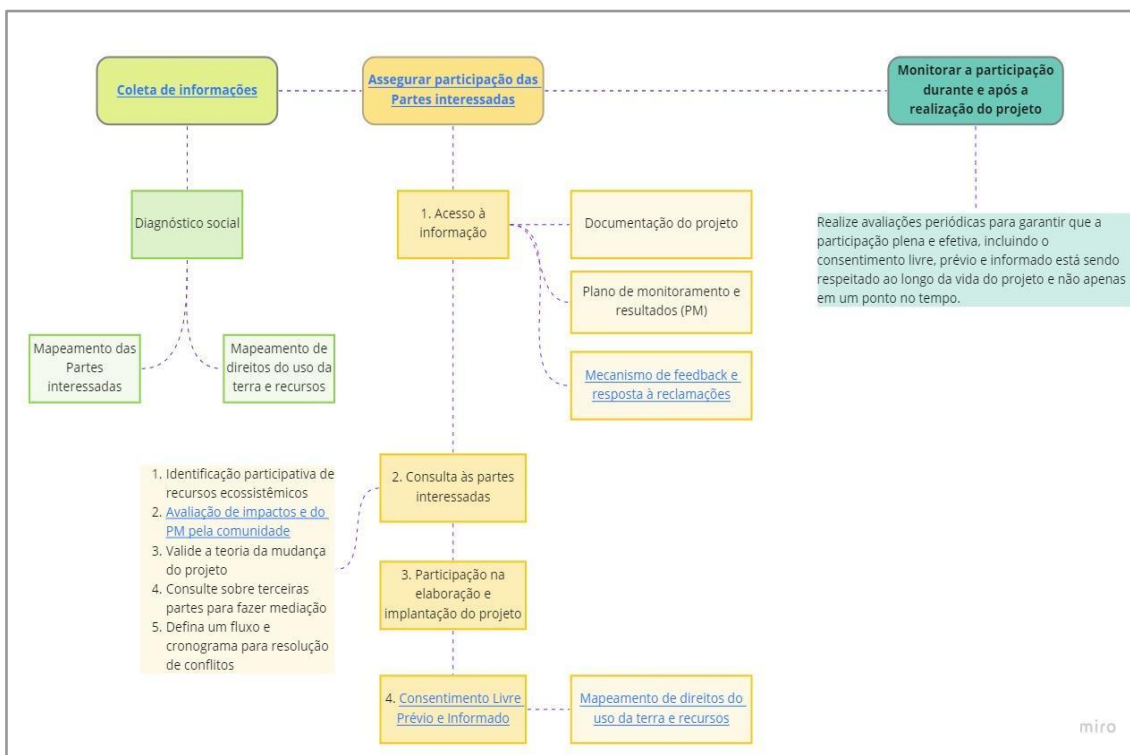 Coleta de informações
Assegurar participação das
Partes interessadas
Monitorar a participação
durante e após a
realização do projeto
Diagnóstico social
Mapeamento das
Partes
interessadas
Mapeamento de
direitos do uso da
terra e recursos
1. Acesso à
informação
Documentação do projeto
Plano de monitoramento e
resultados (PM)
Mecanismo de feedback e
resposta à reclamações
Realize avaliações periódicas para garantir que a
participação plena e efetiva, incluindo o
consentimento livre, prévio e informado está sendo
respeitado ao longo da vida do projeto e não apenas
em um ponto no tempo.
2. Consulta às partes
interessadas
1. Identificação participativa de
recursos ecossistêmicos
2. Avaliação de impactos e do
PM pela comunidade
3. Valide a teoria da mudança
do projeto
4. Consulte sobre terceiras
partes para fazer mediação
5. Defina um fluxo e
cronograma para resolução
de conflitos
3. Participação na
elaboração e
implantação do projeto
4. Consentimento Livre
Prévio e Informado
Mapeamento de direitos do
uso da terra e recursos
miro